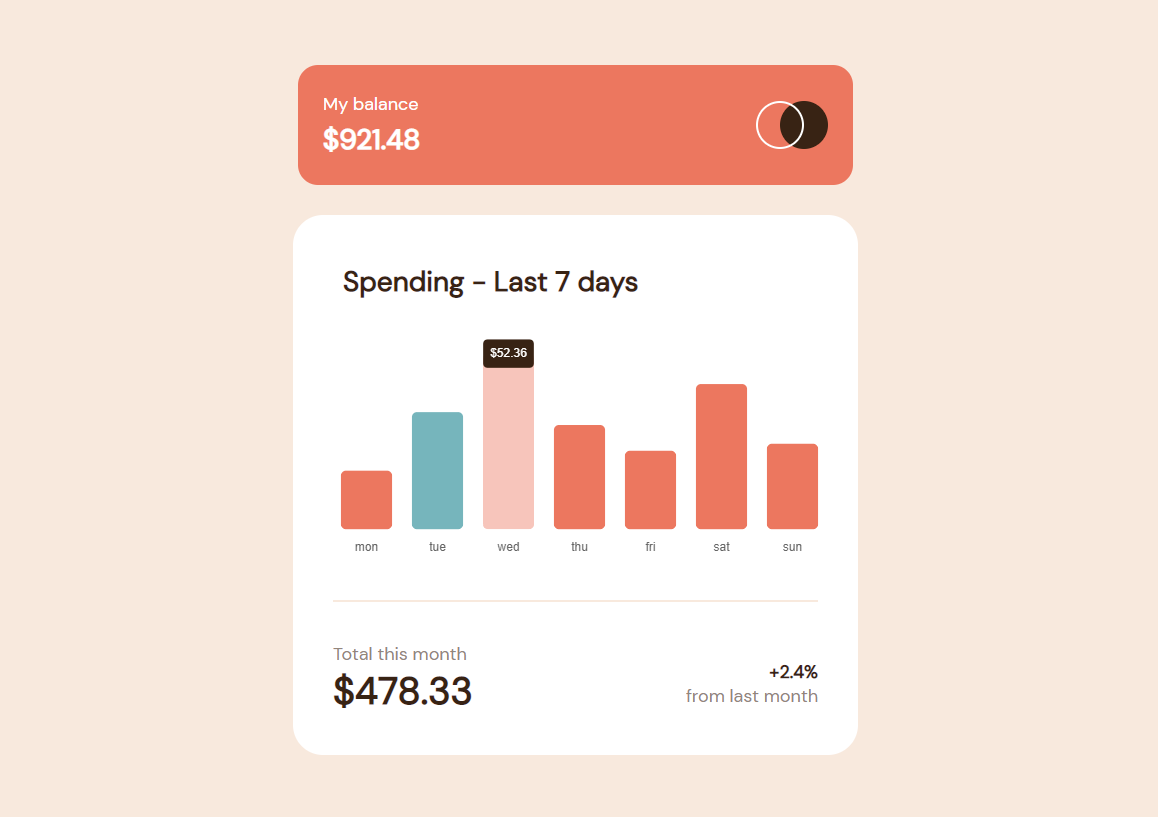 My balance
$921.48
Spending - Last 7 days
$52.36
mon tue wed thu fri sat sun
Total this month
$478.33
+2.4%
from last month